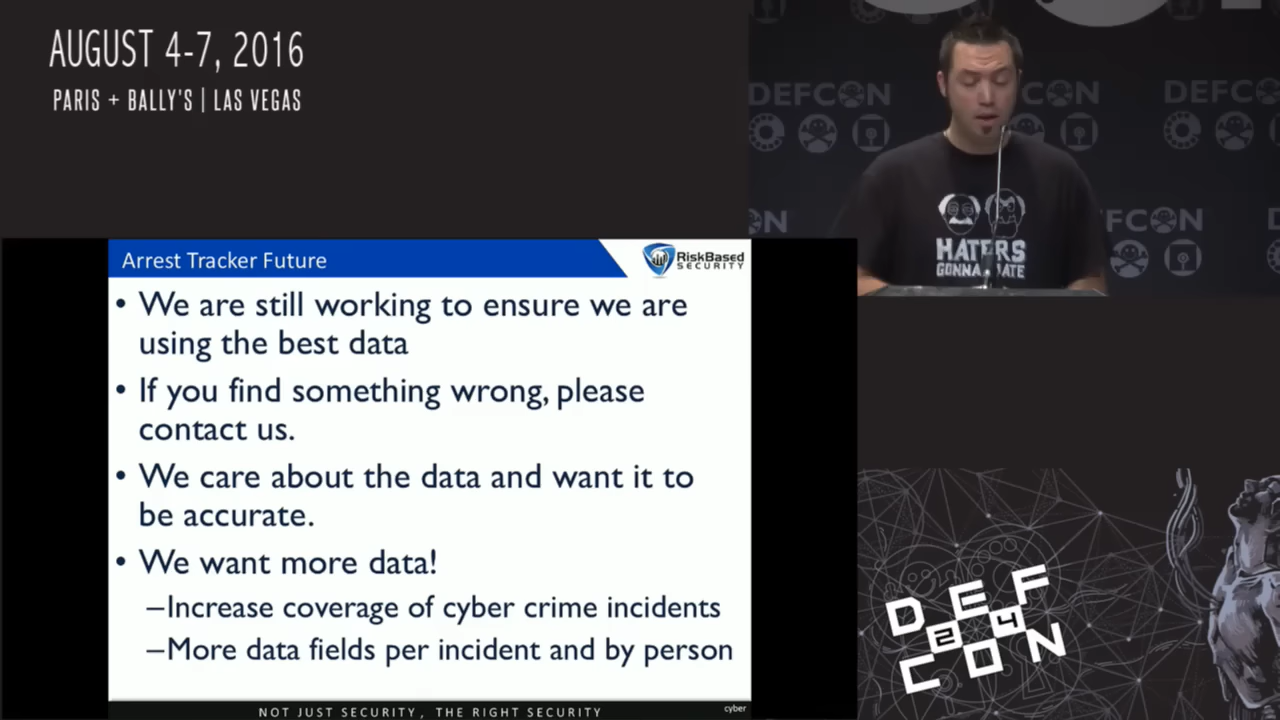 AUGUST 4-7, 2016
PARIS + BALLY'S | LAS VEGAS
DEFCON
CON
DEFC
CON
FCON
HATERS
GONNA HATE
Arrest Tracker Future
RiskBased
SECURITY
• We are still working to ensure we are
using the best data
• If you find something wrong, please
contact us.
• We care about the data and want it to
be accurate.
• We want more data!
–Increase coverage of cyber crime incidents
–More data fields per incident and by person
NOT JUST SECURITY, THE RIGHT SECURITY
cyber
DEF
24
CON